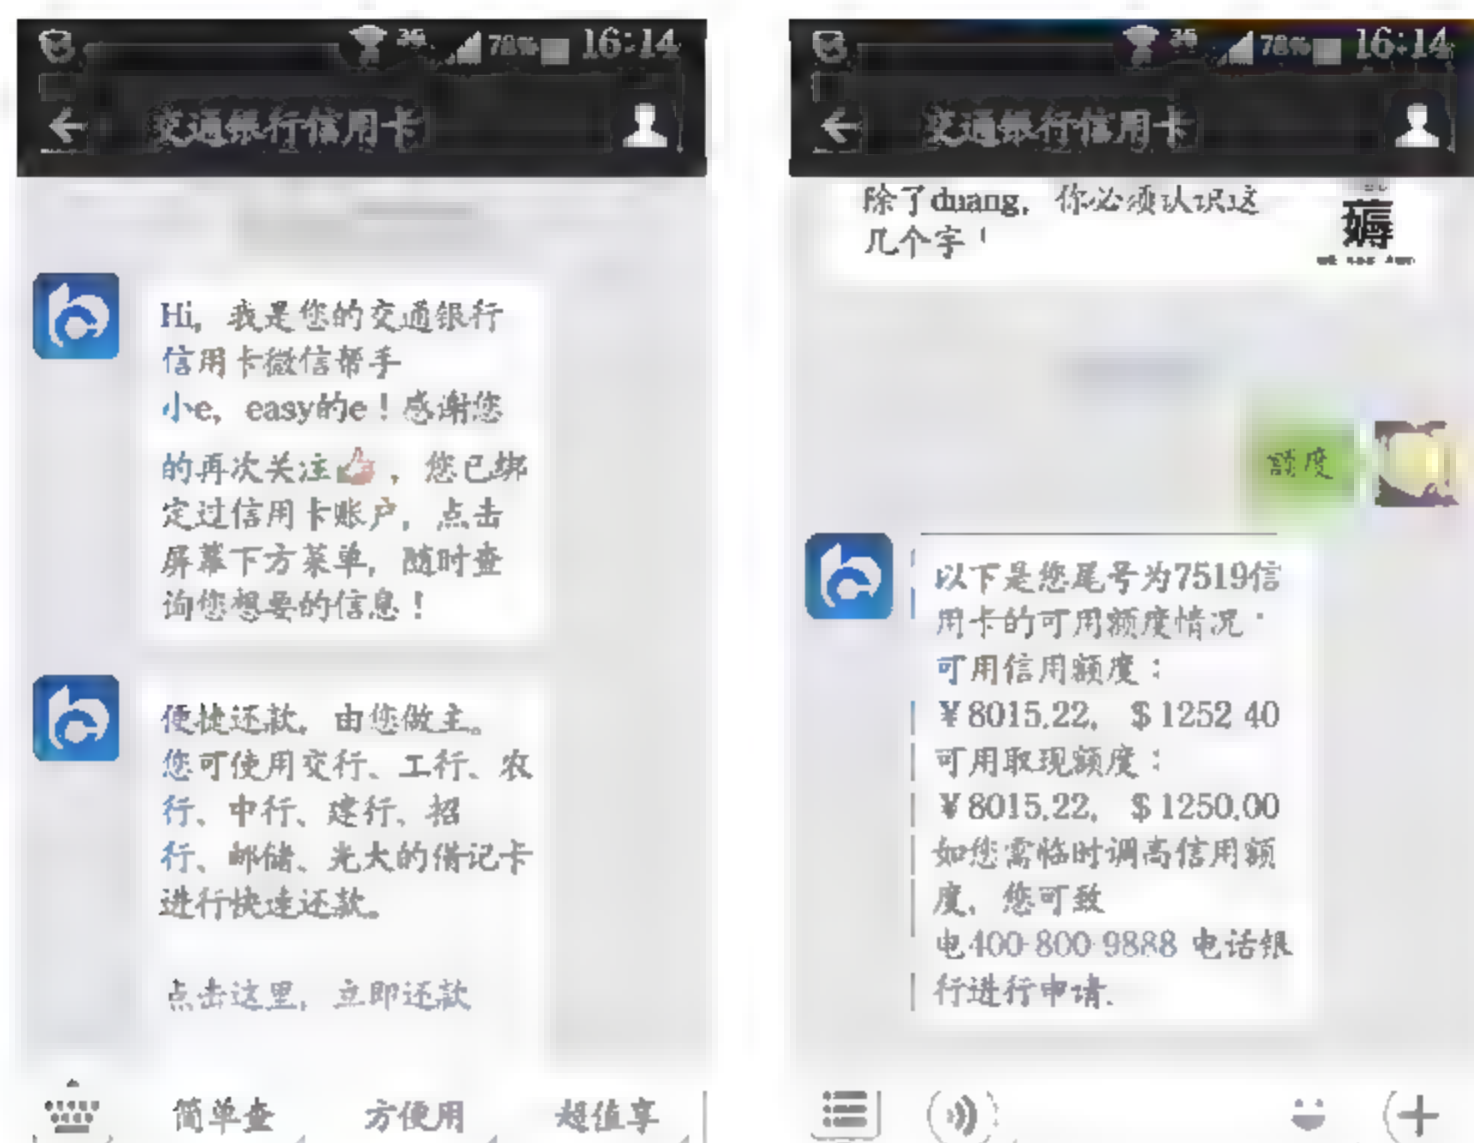 3G 78% 16:14
交通银行信用卡
Hi, 我是您的交通银行
信用卡微信帮手
小e, easy的e！感谢您
的再次关注，您已绑
定过信用卡账户，点击
屏幕下方菜单，随时查
询您想要的信息！
便捷还款，由您做主。
您可使用交行、工行、农
行、中行、建行、招
行、邮储、光大的借记卡
进行快速还款。
点击这里，立即还款
简单查 方便用 超值享
3G 78% 16:14
交通银行信用卡
除了duang，你必须认识这
几个字！
薅
额度
以下是您尾号为7519信
用卡的可用额度情况：
可用信用额度：
￥8015.22, ＄1252.40
可用取现额度：
￥8015.22, ＄1250.00
如您需临时调高信用额
度，您可致
电400-800-9888 电话银
行进行申请.